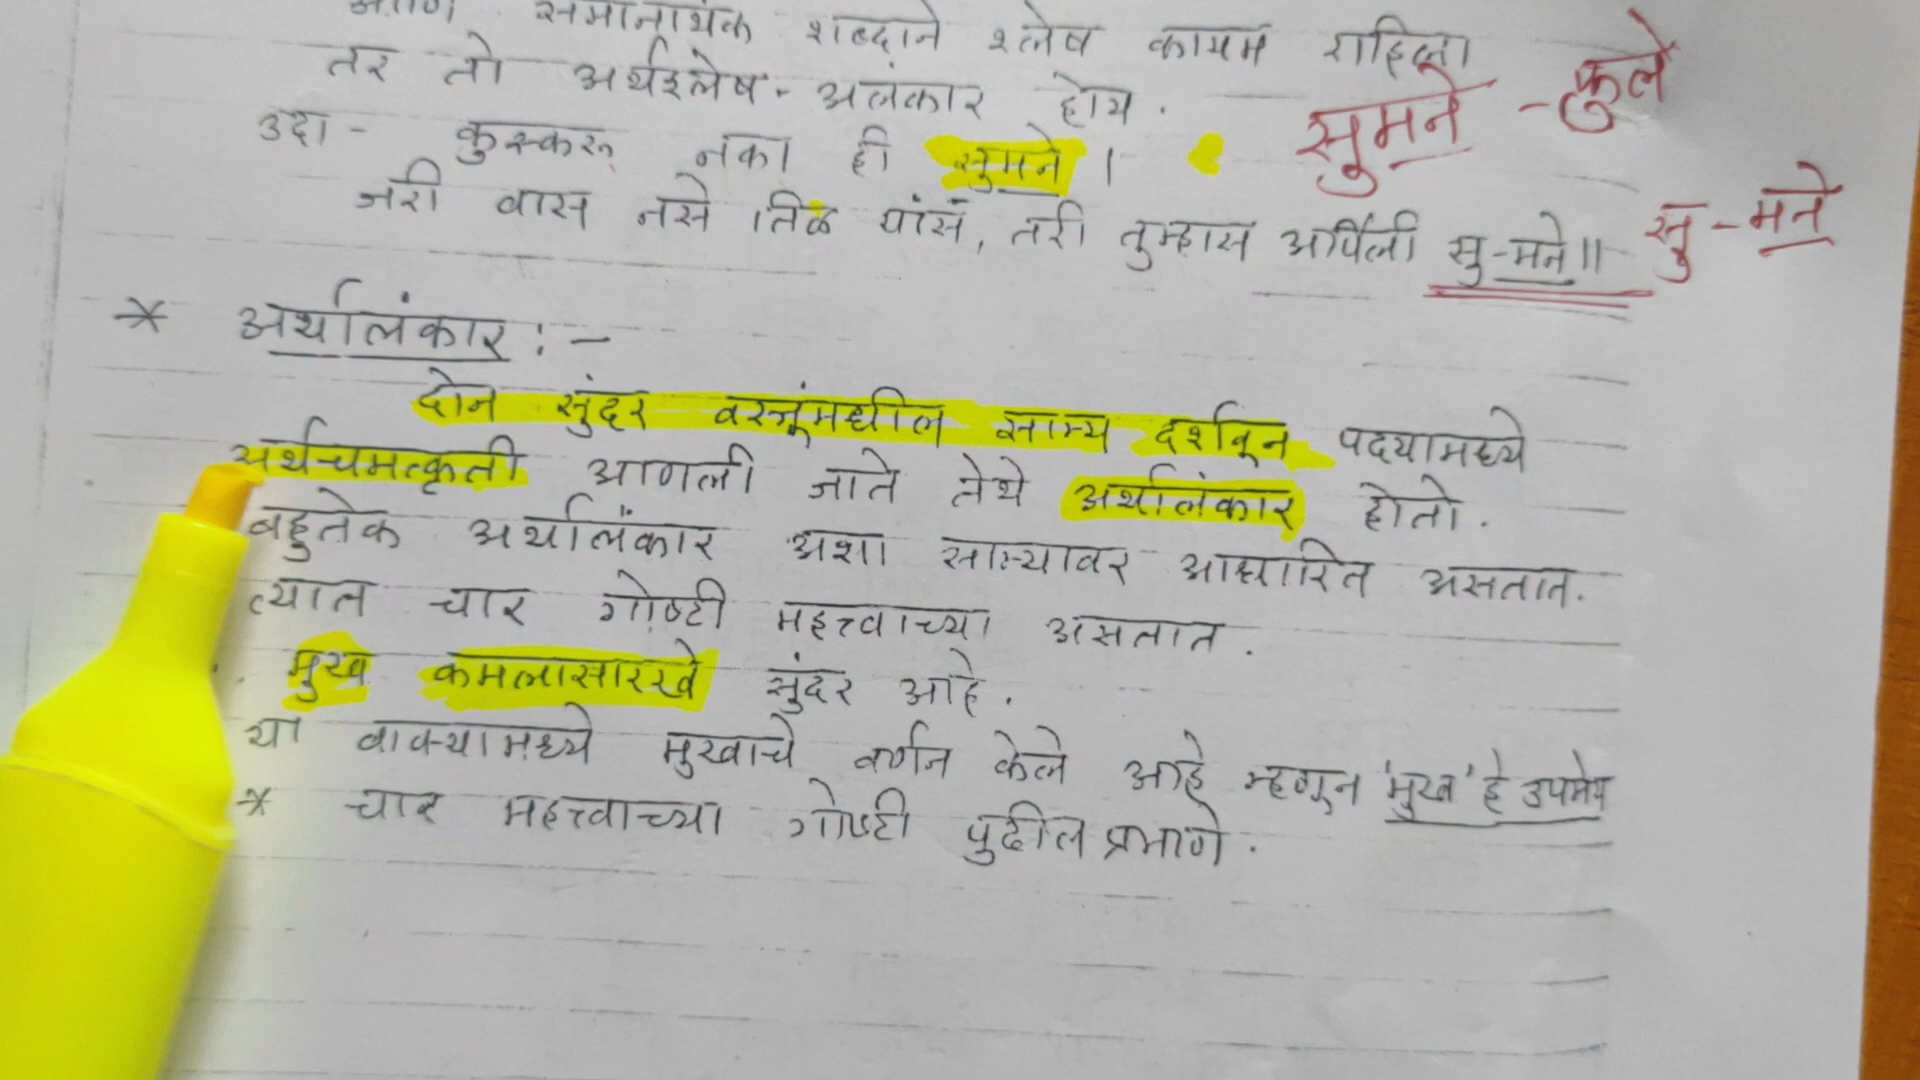 समानार्थक शब्दाने श्लेष कायम राहिला
तर तो अर्थश्लेष - अलंकार होय .
सुमने - फुले
उदा - कुस्करू नका ही सुमने ।
जरी वास नसे तिळ यांस, तरी तुम्हास अर्पिली सु-मने॥
सु - मने
* अर्थालंकार : -
दोन सुंदर वस्तूंमधील साम्य दर्शवून पदयामध्ये
अर्थचमत्कृती आणली जाते तेथे अर्थालंकार होतो .
बहुतेक अर्थालंकार अशा साम्यावर आधारित असतात.
त्यात चार गोष्टी महत्त्वाच्या असतात .
मुख कमलासारखे सुंदर आहे .
या वाक्यामध्ये मुखाचे वर्णन केले आहे म्हणून 'मुख' हे उपमेय
* चार महत्त्वाच्या गोष्टी पुढील प्रमाणे .